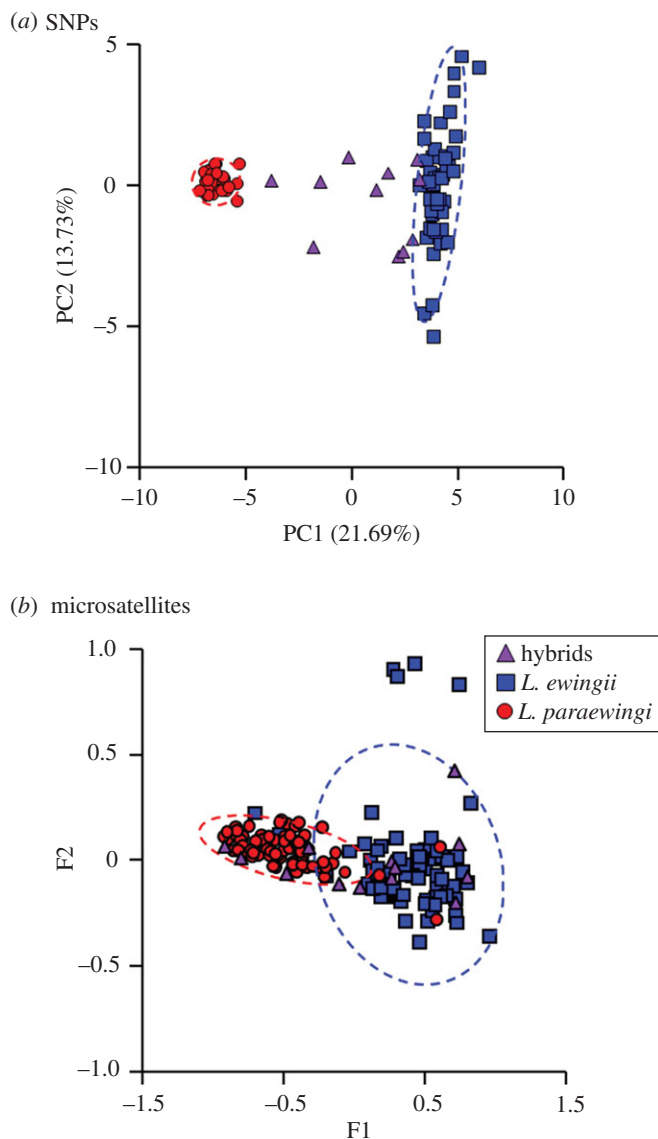 (a) SNPs
5
0
−5
−10
PC2 (13.73%)
−10
−5
0
5
10
PC1 (21.69%)
(b) microsatellites
hybrids
L. ewingii
L. paraewingi
1.0
0.5
0
−0.5
−1.0
F2
−1.5
−0.5
0.5
1.5
F1